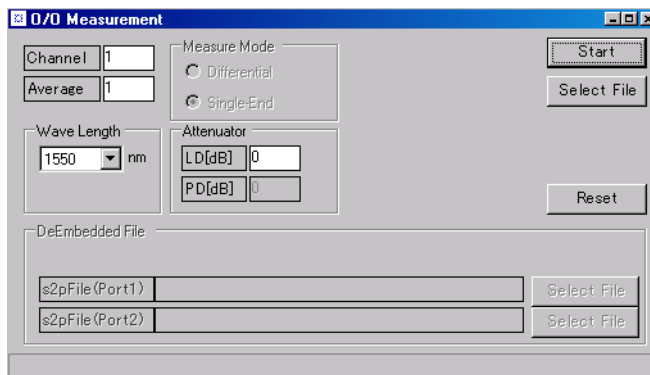 O/O Measurement
Channel 1
Average 1
Measure Mode
Differential
Single-End
Start
Select File
Wave Length
1550 nm
Attenuator
LD[dB] 0
PD[dB] 0
Reset
DeEmbedded File
s2pFile(Port1) Select File
s2pFile(Port2) Select File